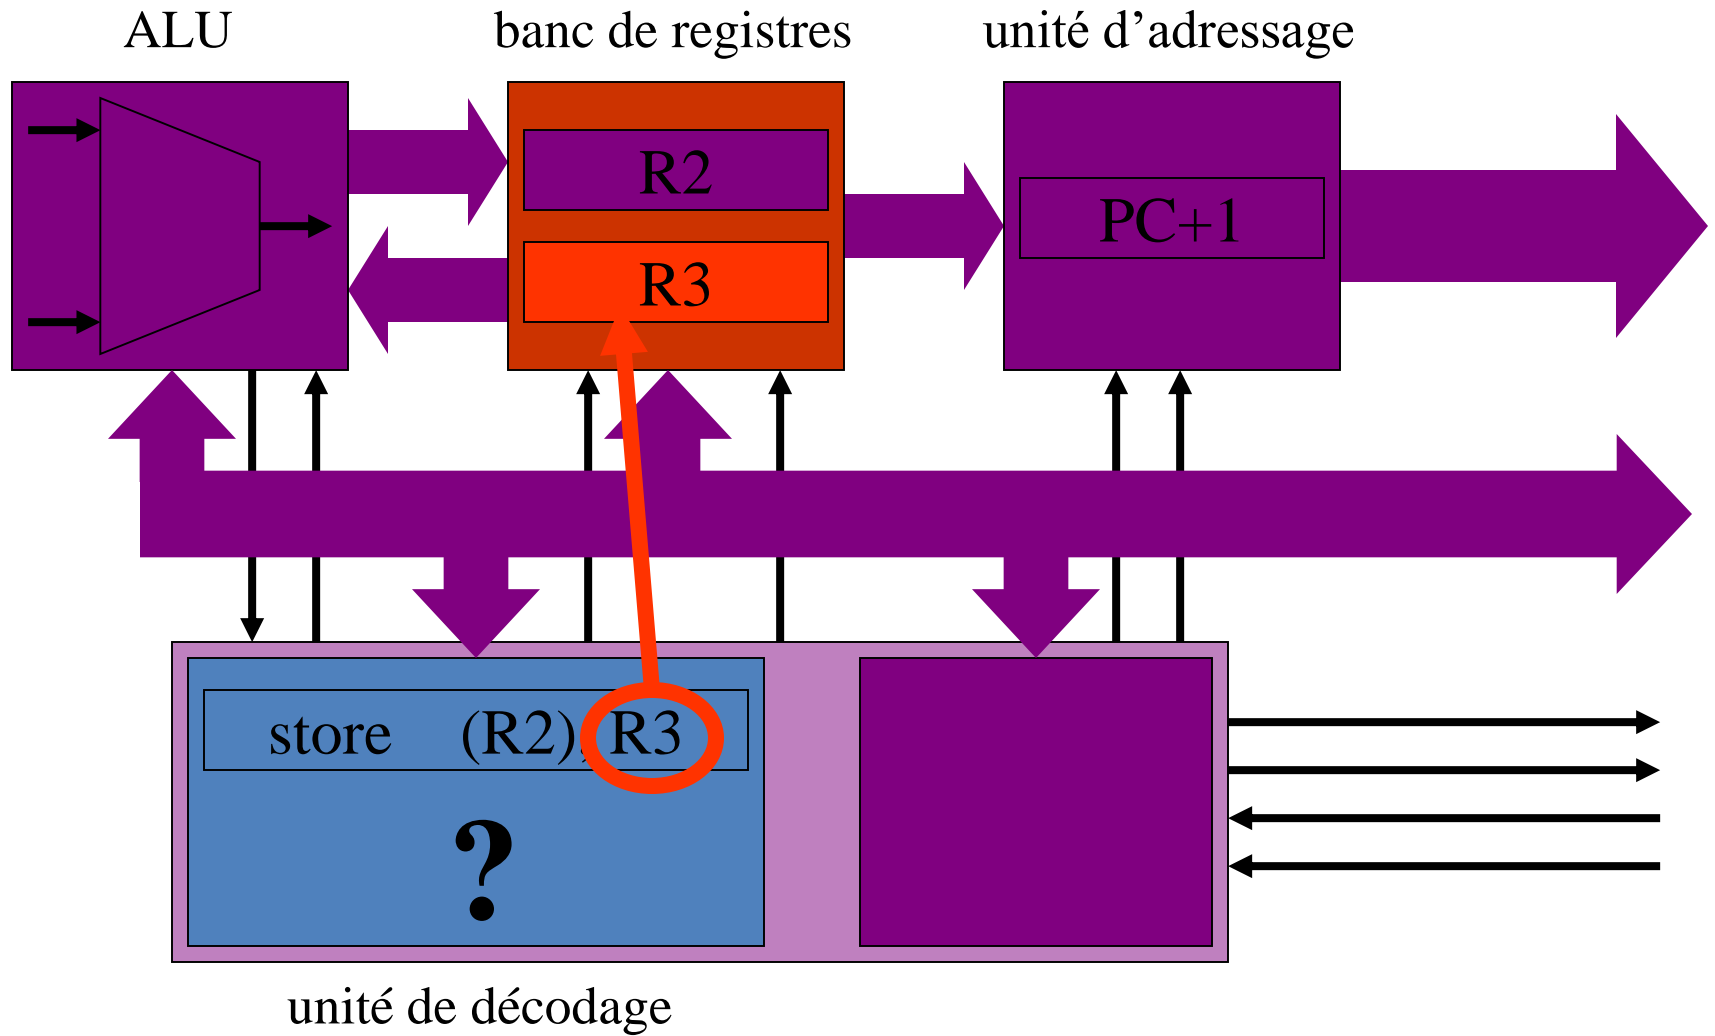 ALU
banc de registres
unité d’adressage
R2
R3
PC+1
store (R2), R3
?
unité de décodage